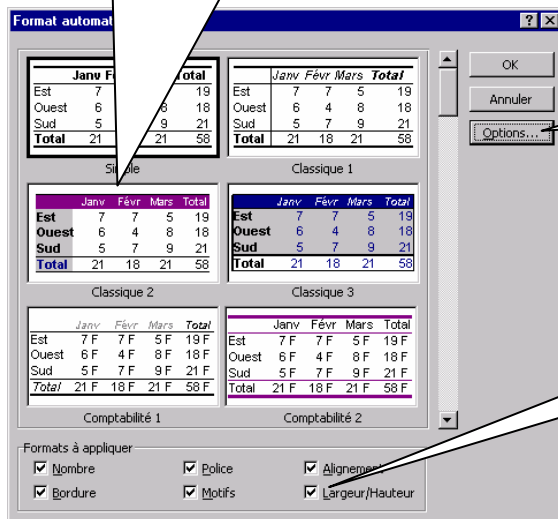 Format automat
OK
Annuler
Options...
Janv F Total
Est 7 7 19
Ouest 6 8 18
Sud 5 9 21
Total 21 21 58
Simple
Janv Févr Mars Total
Est 7 7 5 19
Ouest 6 4 8 18
Sud 5 7 9 21
Total 21 18 21 58
Classique 1
Janv Févr Mars Total
Est 7 7 5 19
Ouest 6 4 8 18
Sud 5 7 9 21
Total 21 18 21 58
Classique 2
Janv Févr Mars Total
Est 7 7 5 19
Ouest 6 4 8 18
Sud 5 7 9 21
Total 21 18 21 58
Classique 3
Janv Févr Mars Total
Est 7 F 7 F 5 F 19 F
Ouest 6 F 4 F 8 F 18 F
Sud 5 F 7 F 9 F 21 F
Total 21 F 18 F 21 F 58 F
Comptabilité 1
Janv Févr Mars Total
Est 7 F 7 F 5 F 19 F
Ouest 6 F 4 F 8 F 18 F
Sud 5 F 7 F 9 F 21 F
Total 21 F 18 F 21 F 58 F
Comptabilité 2
Formats à appliquer
Nombre Police Alignement
Bordure Motifs Largeur/Hauteur